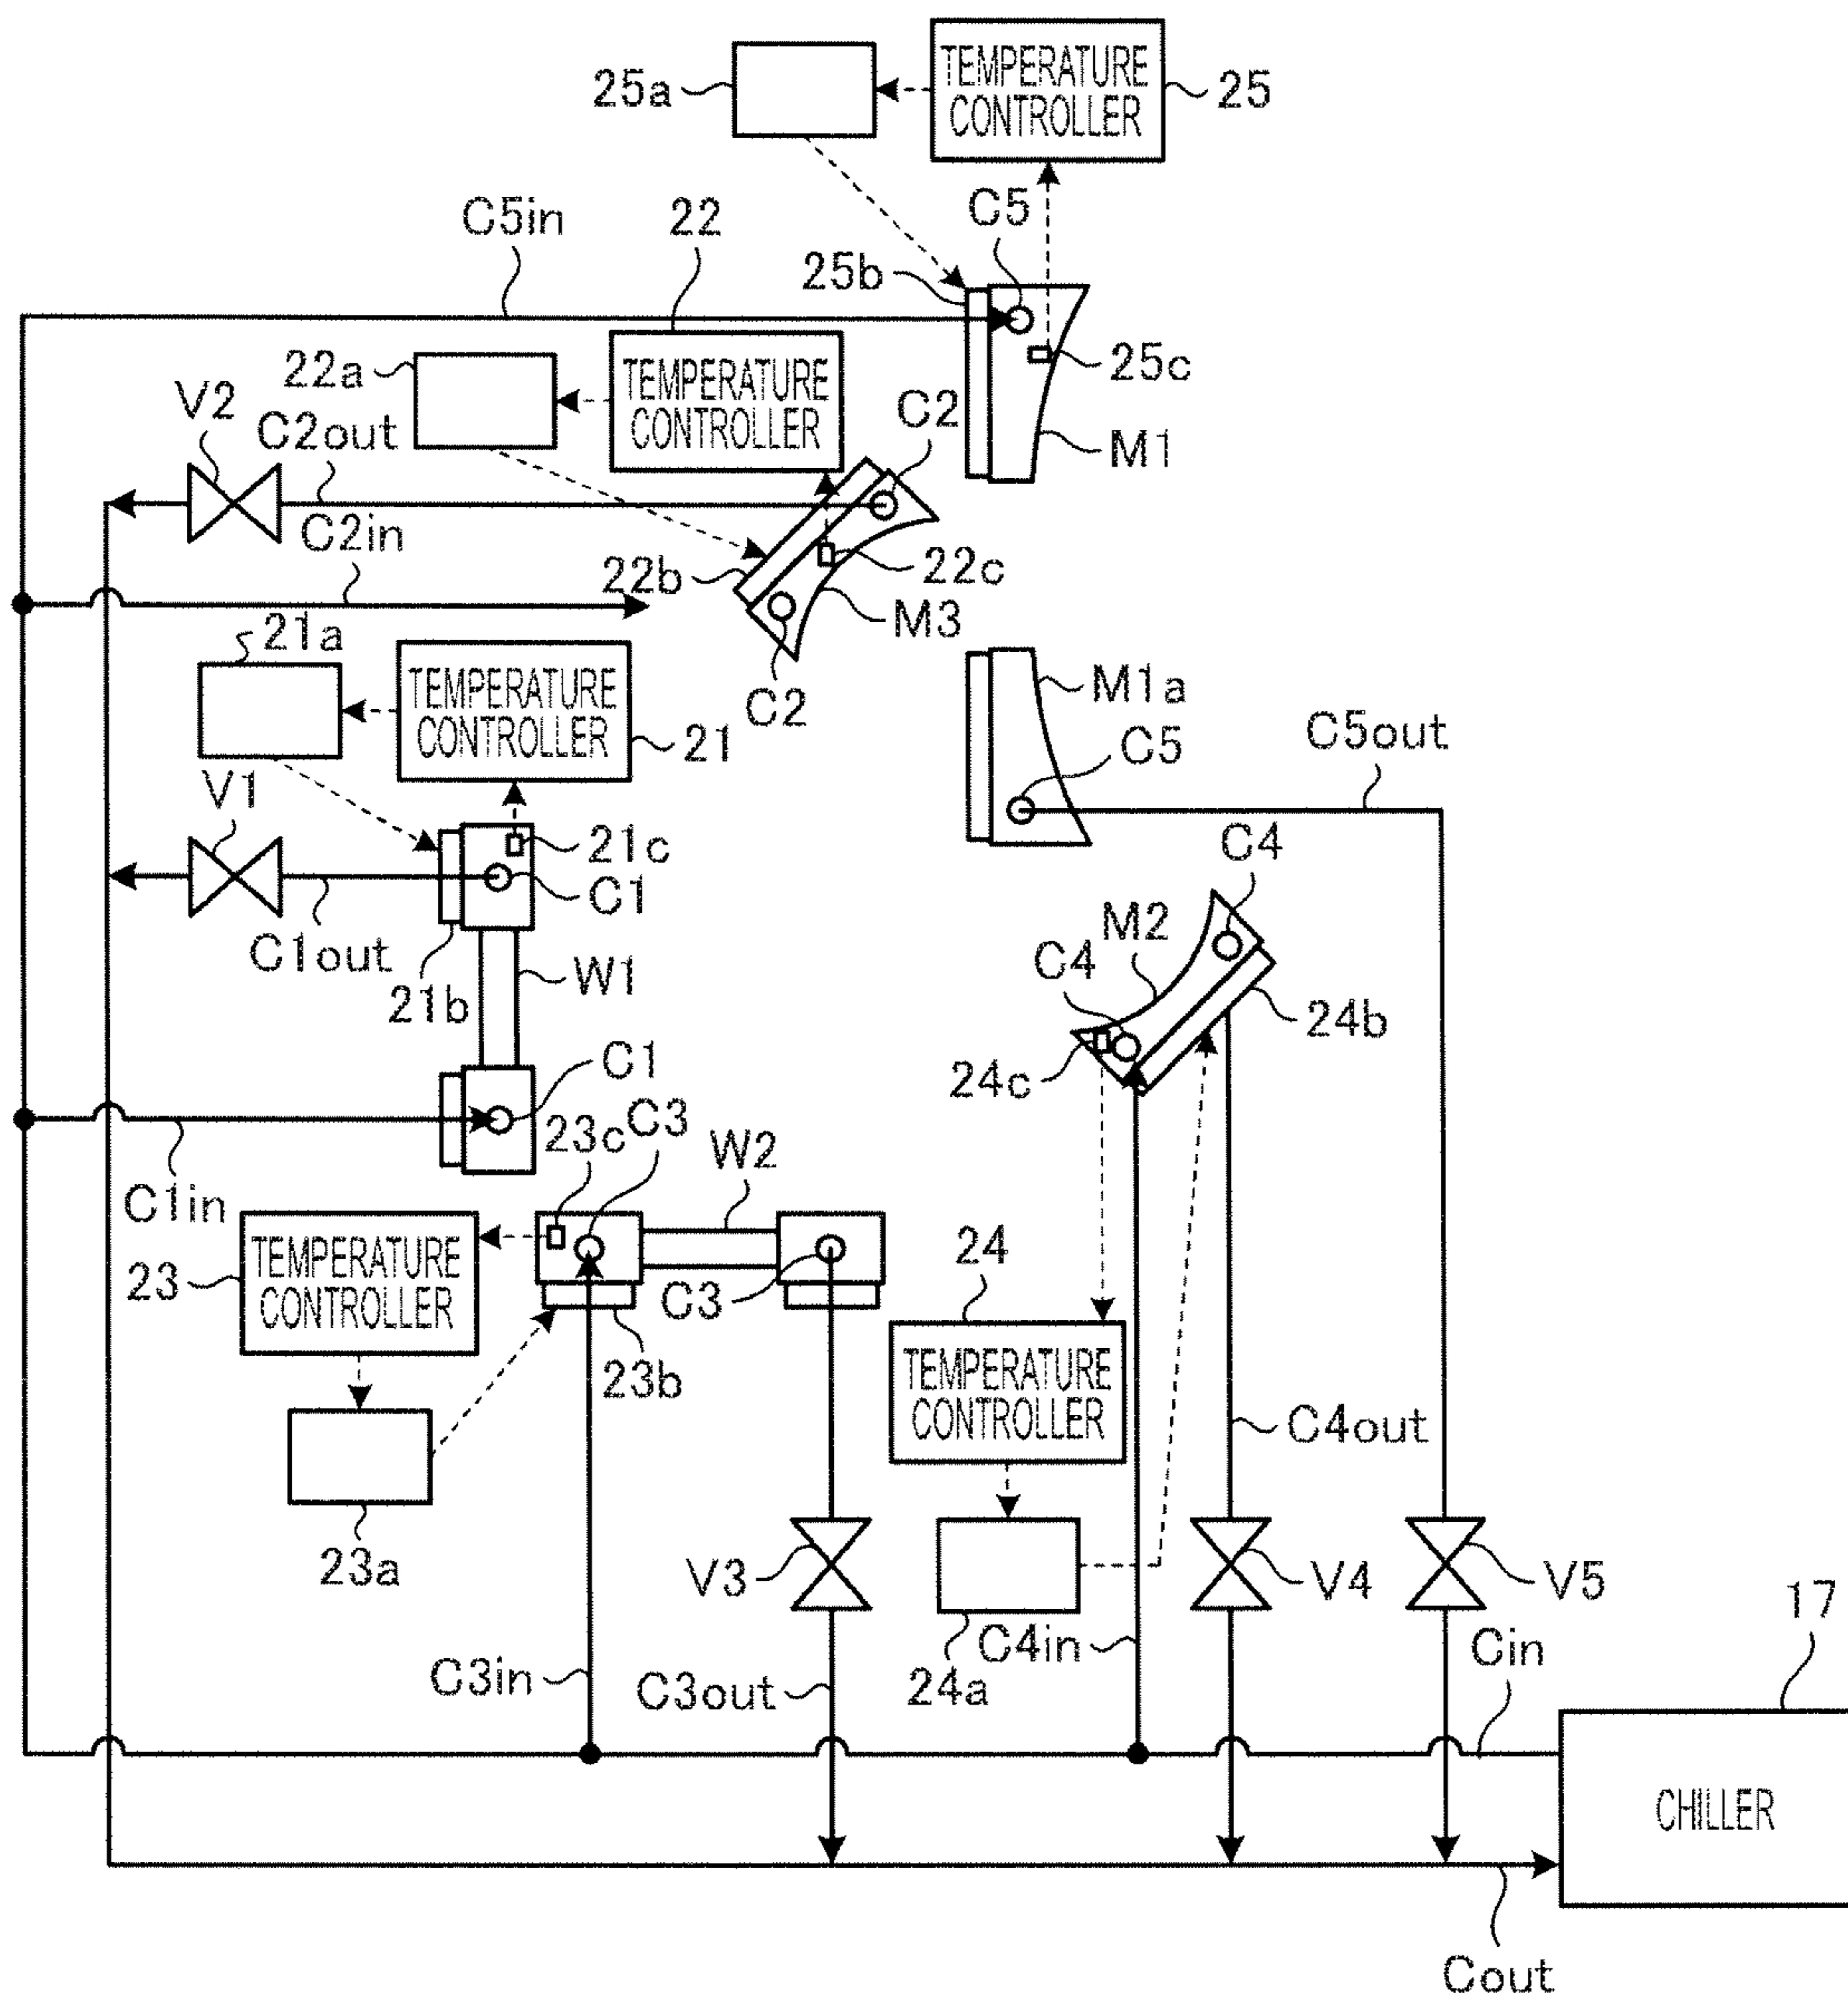 25a
TEMPERATURE
CONTROLLER
25
C5in
22
C5
25b
22a
TEMPERATURE
CONTROLLER
25c
V2
C2out
C2
M1
C2in
22b
22c
M3
21a
TEMPERATURE
CONTROLLER
C2
M1a
21
C5
C5out
V1
21c
C4
C1
C1out
M2
21b
W1
C4
24b
C1
24c
23c
C3
W2
C1in
TEMPERATURE
CONTROLLER
23
C3
24
23b
TEMPERATURE
CONTROLLER
C4out
23a
V3
V4
V5
17
C3in
C3out
24a
C4in
Cin
CHILLER
Cout